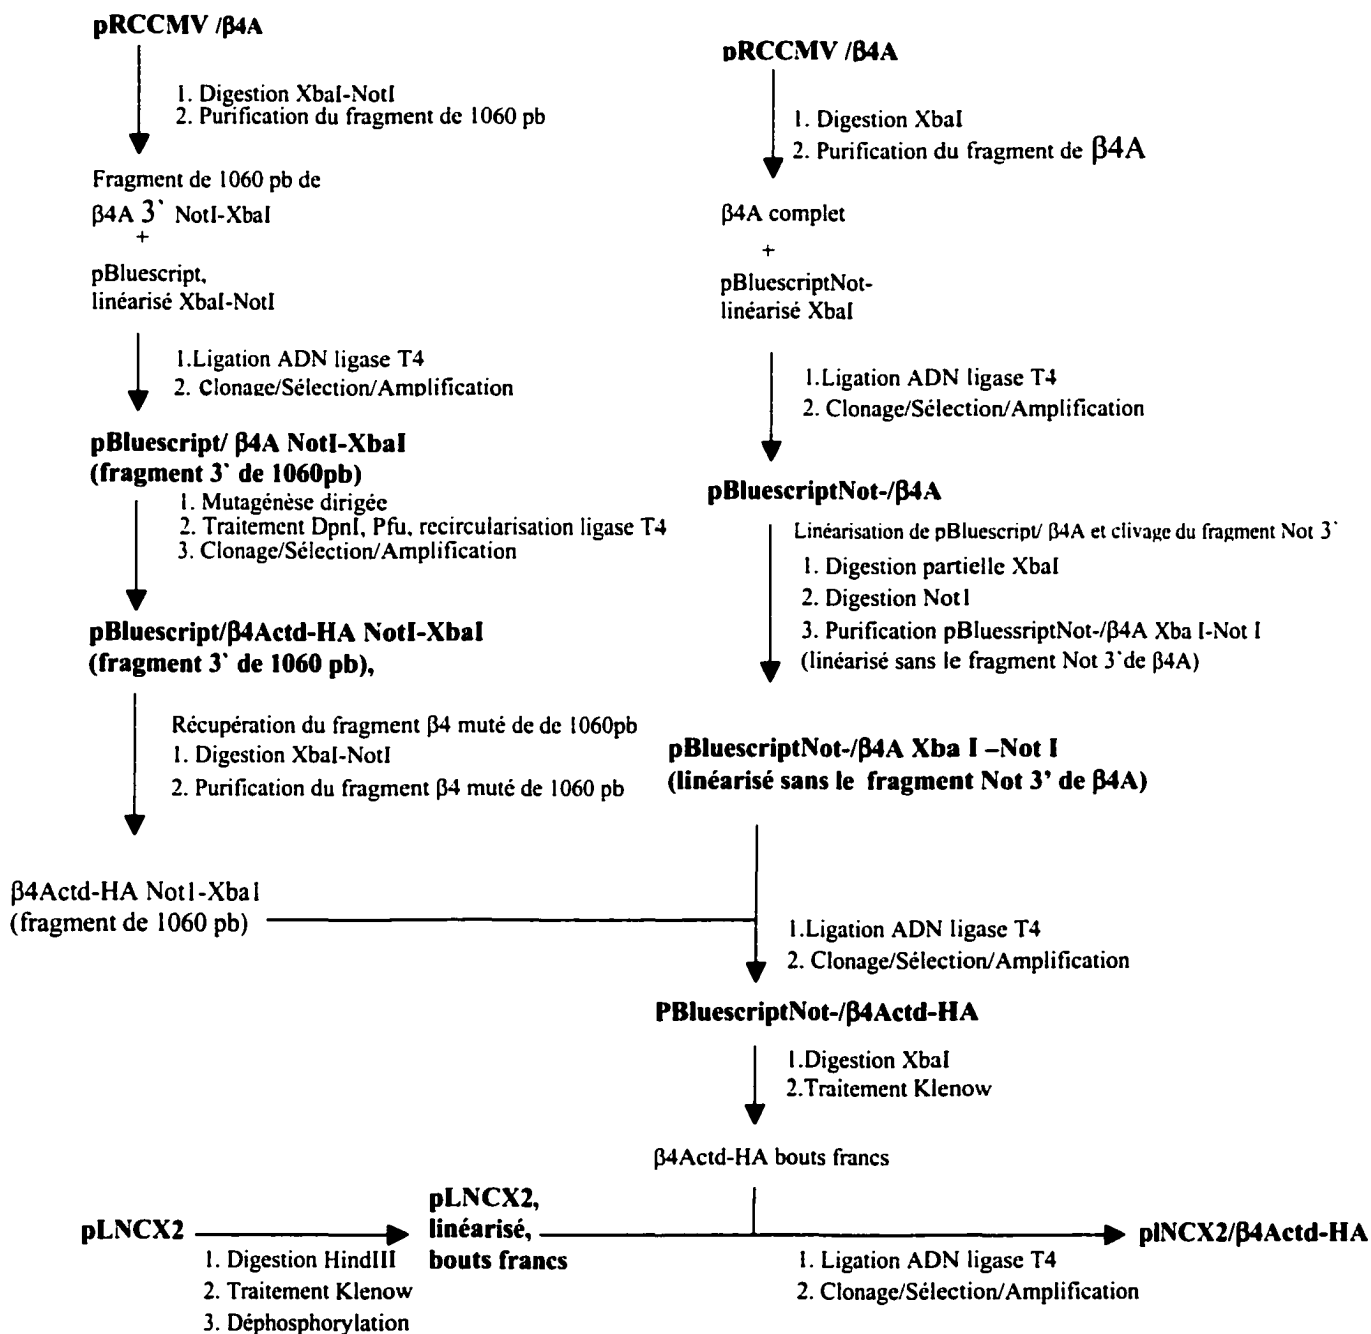 pRCCMV /β4A
1. Digestion XbaI-NotI
2. Purification du fragment de 1060 pb
Fragment de 1060 pb de
β4A 3` NotI-XbaI
+
pBluescript,
linéarisé XbaI-NotI
1.Ligation ADN ligase T4
2. Clonage/Sélection/Amplification
pBluescript/ β4A NotI-XbaI
(fragment 3` de 1060pb)
1. Mutagénèse dirigée
2. Traitement DpnI, Pfu, recircularisation ligase T4
3. Clonage/Sélection/Amplification
pBluescript/β4Actd-HA NotI-XbaI
(fragment 3` de 1060 pb),
Récupération du fragment β4 muté de de 1060pb
1. Digestion XbaI-NotI
2. Purification du fragment β4 muté de 1060 pb
β4Actd-HA Not1-Xba1
(fragment de 1060 pb)
pRCCMV /β4A
1. Digestion XbaI
2. Purification du fragment de β4A
β4A complet
+
pBluescriptNot-
linéarisé XbaI
1.Ligation ADN ligase T4
2. Clonage/Sélection/Amplification
pBluescriptNot-/β4A
Linéarisation de pBluescript/ β4A et clivage du fragment Not 3`
1. Digestion partielle XbaI
2. Digestion Not1
3. Purification pBluessriptNot-/β4A Xba I-Not I
(linéarisé sans le fragment Not 3`de β4A)
pBluescriptNot-/β4A Xba I –Not I
(linéarisé sans le fragment Not 3’ de β4A)
1.Ligation ADN ligase T4
2. Clonage/Sélection/Amplification
PBluescriptNot-/β4Actd-HA
1.Digestion XbaI
2.Traitement Klenow
β4Actd-HA bouts francs
pLNCX2
1. Digestion HindIII
2. Traitement Klenow
3. Déphosphorylation
pLNCX2,
linéarisé,
bouts francs
1. Ligation ADN ligase T4
2. Clonage/Sélection/Amplification
plNCX2/β4Actd-HA